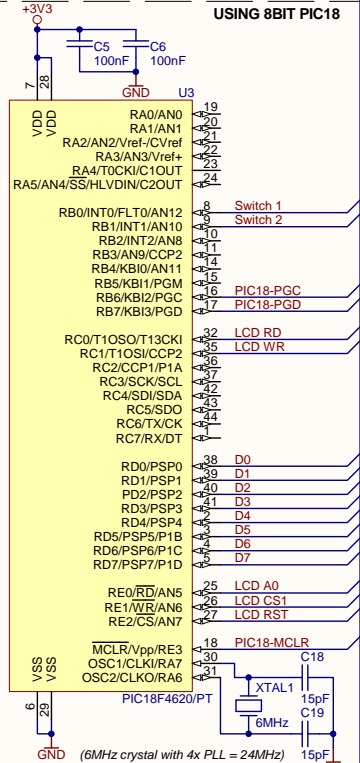 USING 8BIT PIC18
+3V3
C5
100nF
C6
100nF
GND
U3
7
28
VDD
VDD
RA0/AN0 19
RA1/AN1 20
RA2/AN2/Vref-/CVref 21
RA3/AN3/Vref+ 22
RA4/T0CKI/C1OUT 23
RA5/AN4/SS/HLVDIN/C2OUT 24
RB0/INT0/FLT0/AN12 8 Switch 1
RB1/INT1/AN10 9 Switch 2
RB2/INT2/AN8 10
RB3/AN9/CCP2 11
RB4/KBI0/AN11 14
RB5/KBI1/PGM 15
RB6/KBI2/PGC 16 PIC18-PGC
RB7/KBI3/PGD 17 PIC18-PGD
RC0/T1OSO/T13CKI 32 LCD RD
RC1/T1OSI/CCP2 35 LCD WR
RC2/CCP1/P1A 36
RC3/SCK/SCL 37
RC4/SDI/SDA 42
RC5/SDO 43
RC6/TX/CK 44
RC7/RX/DT 1
RD0/PSP0 38 D0
RD1/PSP1 39 D1
PD2/PSP2 40 D2
RD3/PSP3 41 D3
RD4/PSP4 2 D4
RD5/PSP5/P1B 3 D5
RD6/PSP6/P1C 4 D6
RD7/PSP7/P1D 5 D7
RE0/RD/AN5 25 LCD A0
RE1/WR/AN6 26 LCD CS1
RE2/CS/AN7 27 LCD RST
MCLR/Vpp/RE3 18 PIC18-MCLR
OSC1/CLKI/RA7 30
OSC2/CLKO/RA6 31
VSS
VSS
6
29
PIC18F4620/PT
C18
15pF
XTAL1
6MHz
C19
15pF
GND
(6MHz crystal with 4x PLL = 24MHz)